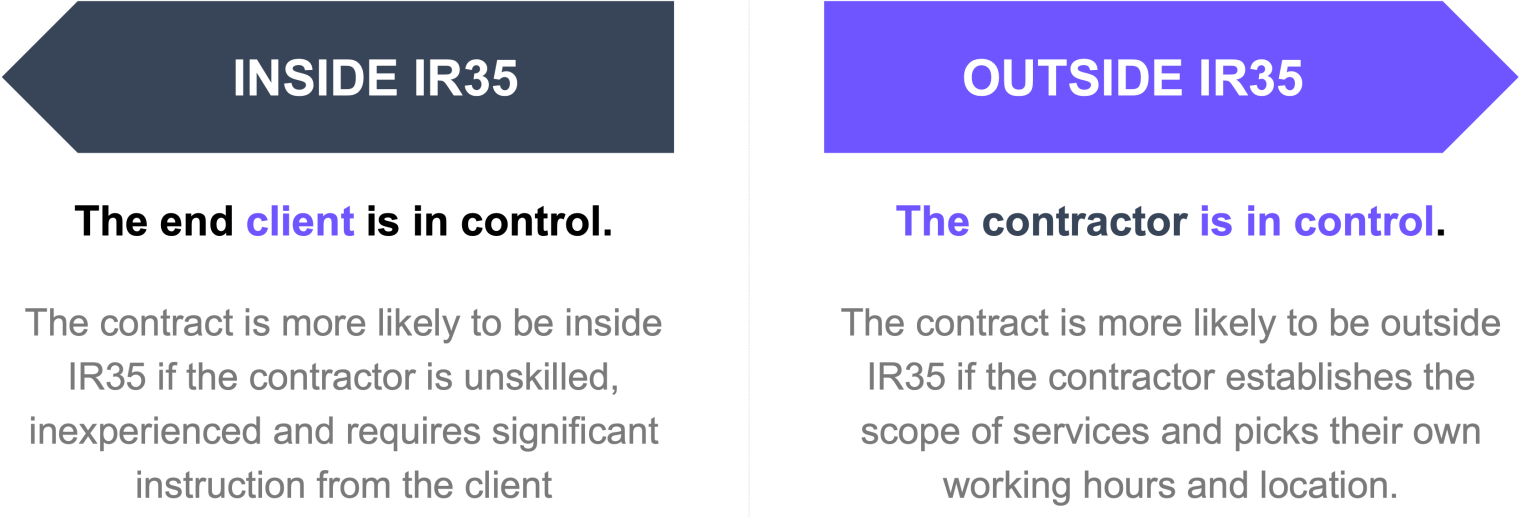 INSIDE IR35
The end client is in control.
The contract is more likely to be inside
IR35 if the contractor is unskilled,
inexperienced and requires significant
instruction from the client
OUTSIDE IR35
The contractor is in control.
The contract is more likely to be outside
IR35 if the contractor establishes the
scope of services and picks their own
working hours and location.